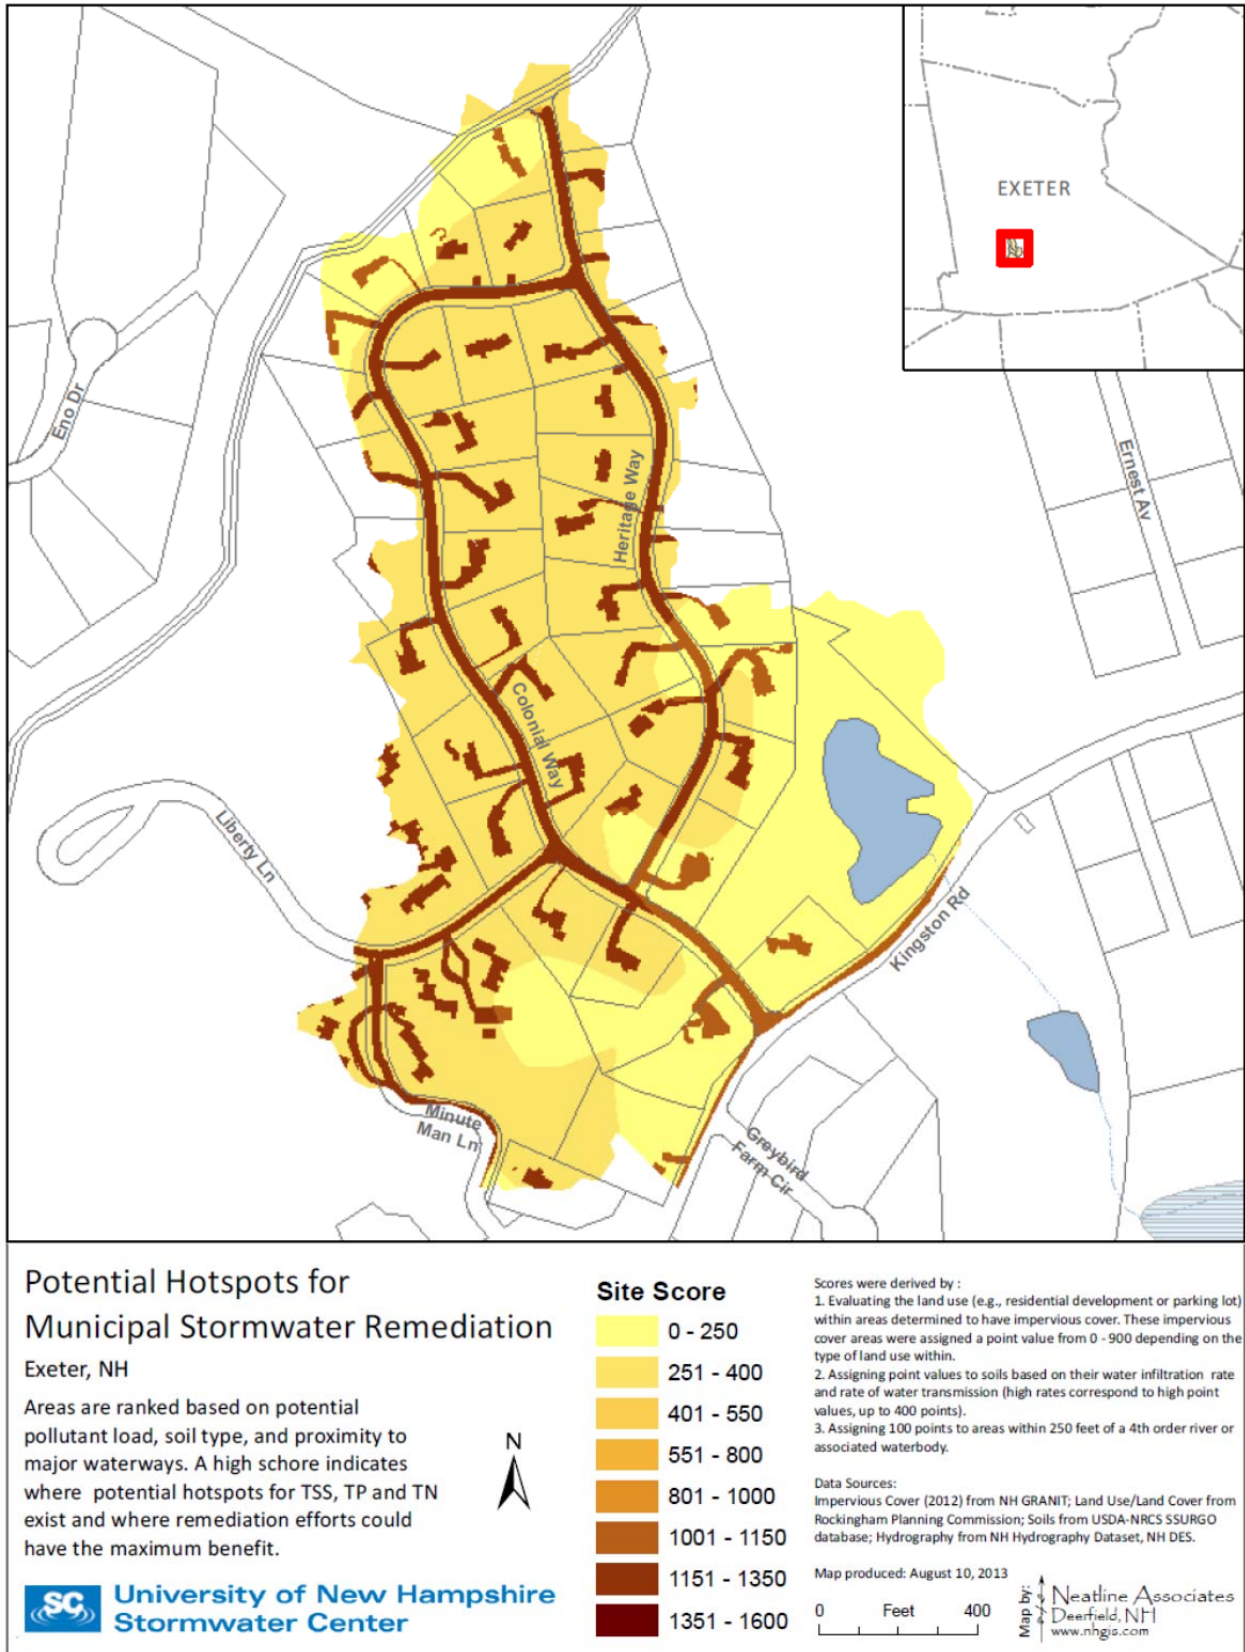 EXETER
Eno Dr
Ernest Av
Heritage Way
Colonial Way
Liberty Ln
Kingston Rd
Minute
Man Ln
Greybird
Farm Cir
Potential Hotspots for
Municipal Stormwater Remediation
Exeter, NH
Areas are ranked based on potential
pollutant load, soil type, and proximity to
major waterways. A high schore indicates
where potential hotspots for TSS, TP and TN
exist and where remediation efforts could
have the maximum benefit.
N
SC
University of New Hampshire
Stormwater Center
Site Score
0 - 250
251 - 400
401 - 550
551 - 800
801 - 1000
1001 - 1150
1151 - 1350
1351 - 1600
Scores were derived by :
1. Evaluating the land use (e.g., residential development or parking lot)
within areas determined to have impervious cover. These impervious
cover areas were assigned a point value from 0 - 900 depending on the
type of land use within.
2. Assigning point values to soils based on their water infiltration rate
and rate of water transmission (high rates correspond to high point
values, up to 400 points).
3. Assigning 100 points to areas within 250 feet of a 4th order river or
associated waterbody.
Data Sources:
Impervious Cover (2012) from NH GRANIT; Land Use/Land Cover from
Rockingham Planning Commission; Soils from USDA-NRCS SSURGO
database; Hydrography from NH Hydrography Dataset, NH DES.
Map produced: August 10, 2013
0 Feet 400
Map by:
Neatline Associates
Deerfield, NH
www.nhgis.com